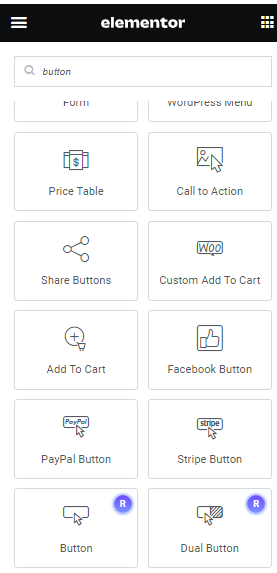 elementor
button
Form WordPress Menu
Price Table Call to Action
Woo
Share Buttons Custom Add To Cart
Add To Cart Facebook Button
PayPal stripe
PayPal Button Stripe Button
R R
Button Dual Button